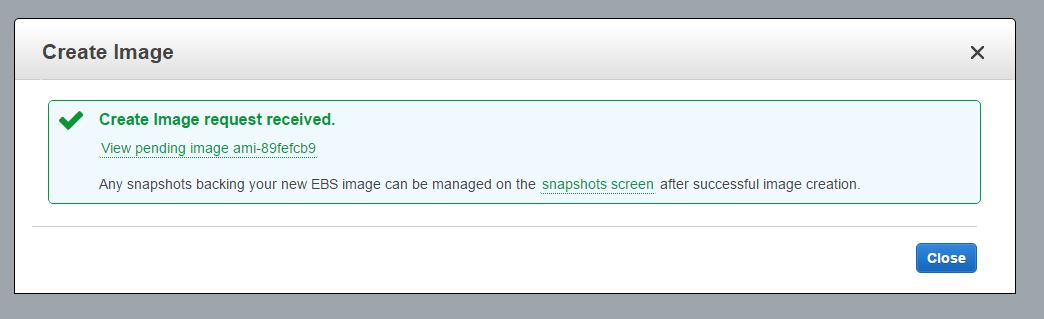 Create Image
Create Image request received.
View pending image ami-89fefcb9
Any snapshots backing your new EBS image can be managed on the snapshots screen after successful image creation.
Close